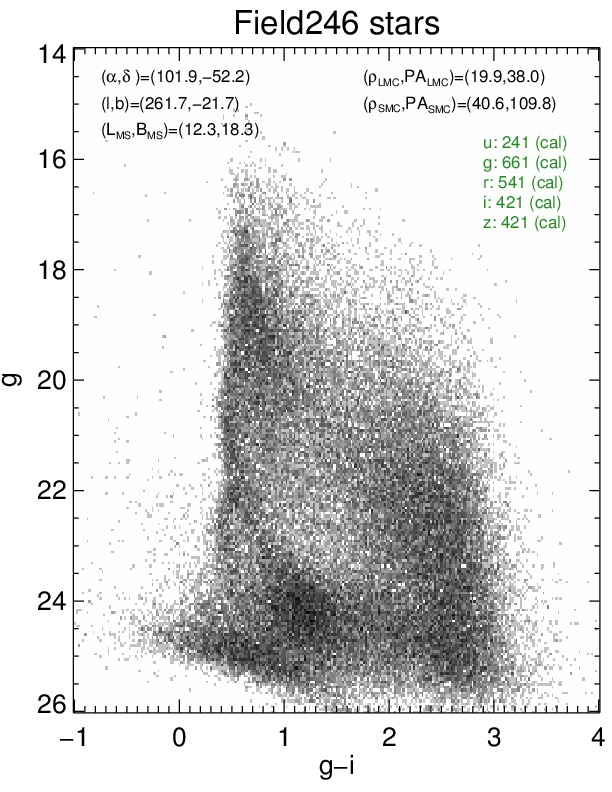 Field246 stars
(α,δ )=(101.9,−52.2)
(ρLMC,PALMC)=(19.9,38.0)
(l,b)=(261.7,−21.7)
(ρSMC,PASMC)=(40.6,109.8)
(LMS,BMS)=(12.3,18.3)
u: 241 (cal)
g: 661 (cal)
r: 541 (cal)
i: 421 (cal)
z: 421 (cal)
14
16
18
20
22
24
26
g
−1
0
1
2
3
4
g−i